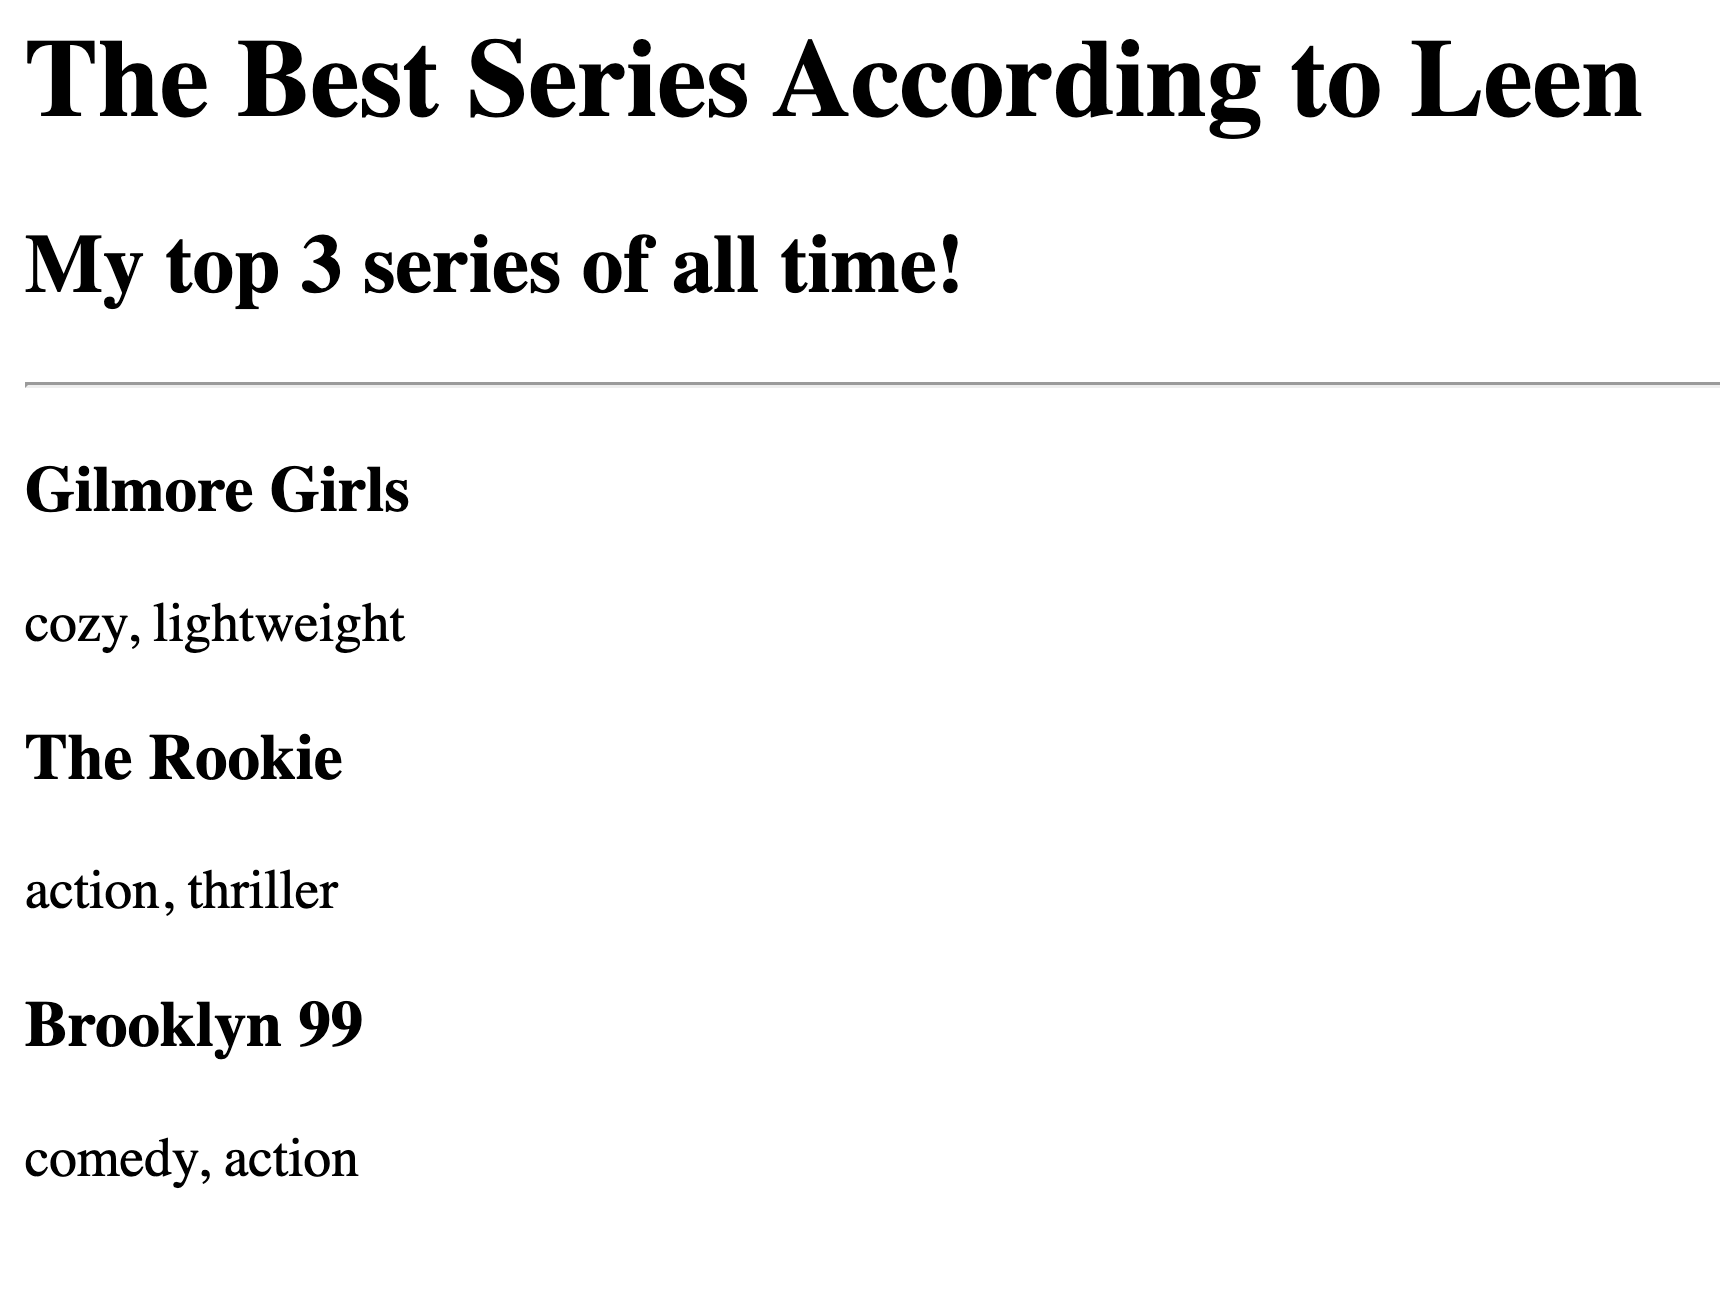 The Best Series According to Leen
My top 3 series of all time!
Gilmore Girls
cozy, lightweight
The Rookie
action, thriller
Brooklyn 99
comedy, action